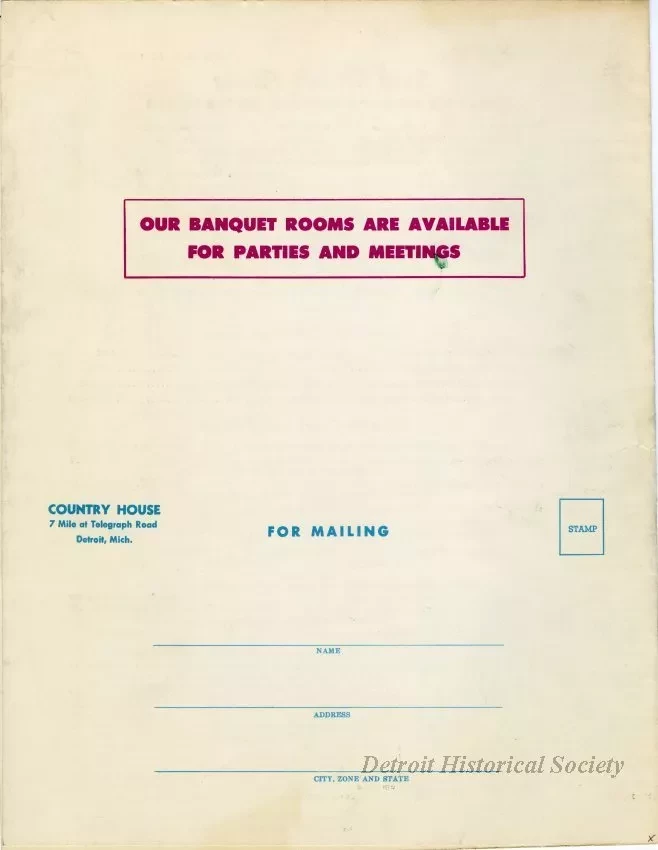 OUR BANQUET ROOMS ARE AVAILABLE
FOR PARTIES AND MEETINGS
COUNTRY HOUSE
7 Mile at Telegraph Road
Detroit, Mich.
FOR MAILING
STAMP
NAME
ADDRESS
Detroit Historical Society
CITY, ZONE AND STATE